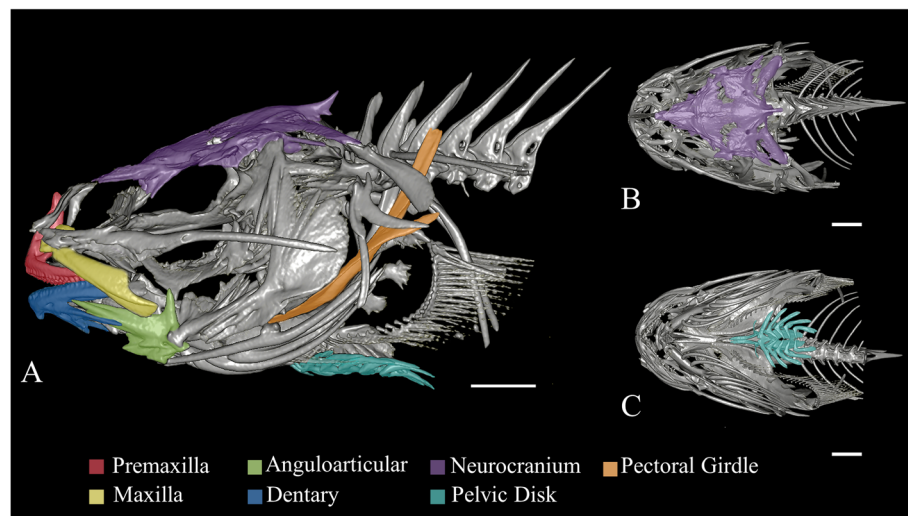 A
B
C
Premaxilla Anguloarticular Neurocranium Pectoral Girdle
Maxilla Dentary Pelvic Disk